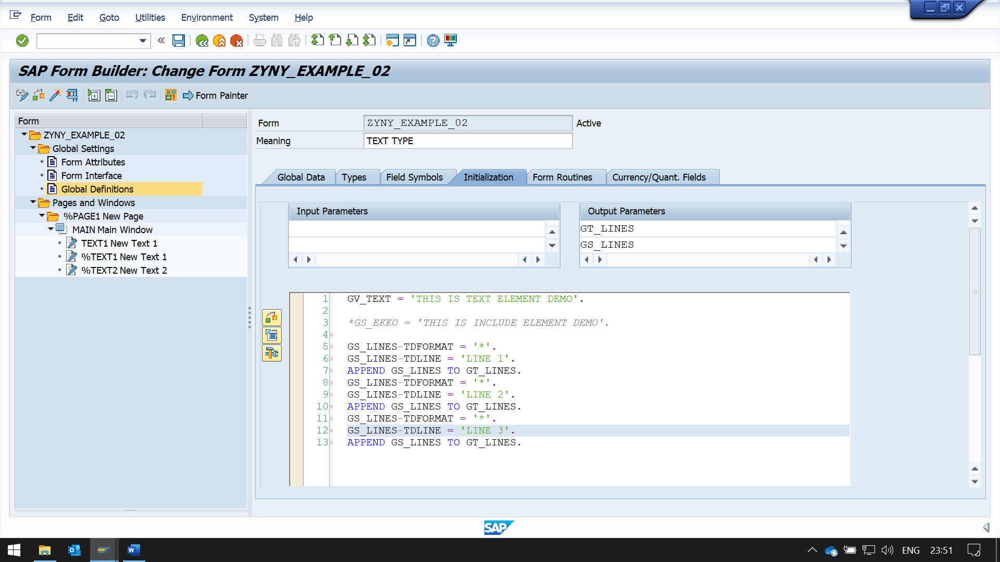 Form Edit Goto Utilities Environment System Help
SAP Form Builder: Change Form ZYNY_EXAMPLE_02
Form Painter
Form
ZYNY_EXAMPLE_02
Global Settings
Form Attributes
Form Interface
Global Definitions
Pages and Windows
%PAGE1 New Page
MAIN Main Window
TEXT1 New Text 1
%TEXT1 New Text 1
%TEXT2 New Text 2
Form ZYNY_EXAMPLE_02 Active
Meaning TEXT TYPE
Global Data Types Field Symbols Initialization Form Routines Currency/Quant. Fields
Input Parameters
Output Parameters
GT_LINES
GS_LINES
1 GV_TEXT = 'THIS IS TEXT ELEMENT DEMO'.
2
3 *GS_EKKO = 'THIS IS INCLUDE ELEMENT DEMO'.
4
5 GS_LINES-TDFORMAT = '*'.
6 GS_LINES-TDLINE = 'LINE 1'.
7 APPEND GS_LINES TO GT_LINES.
8 GS_LINES-TDFORMAT = '*'.
9 GS_LINES-TDLINE = 'LINE 2'.
10 APPEND GS_LINES TO GT_LINES.
11 GS_LINES-TDFORMAT = '*'.
12 GS_LINES-TDLINE = 'LINE 3'.
13 APPEND GS_LINES TO GT_LINES.
SAP
ENG 23:51